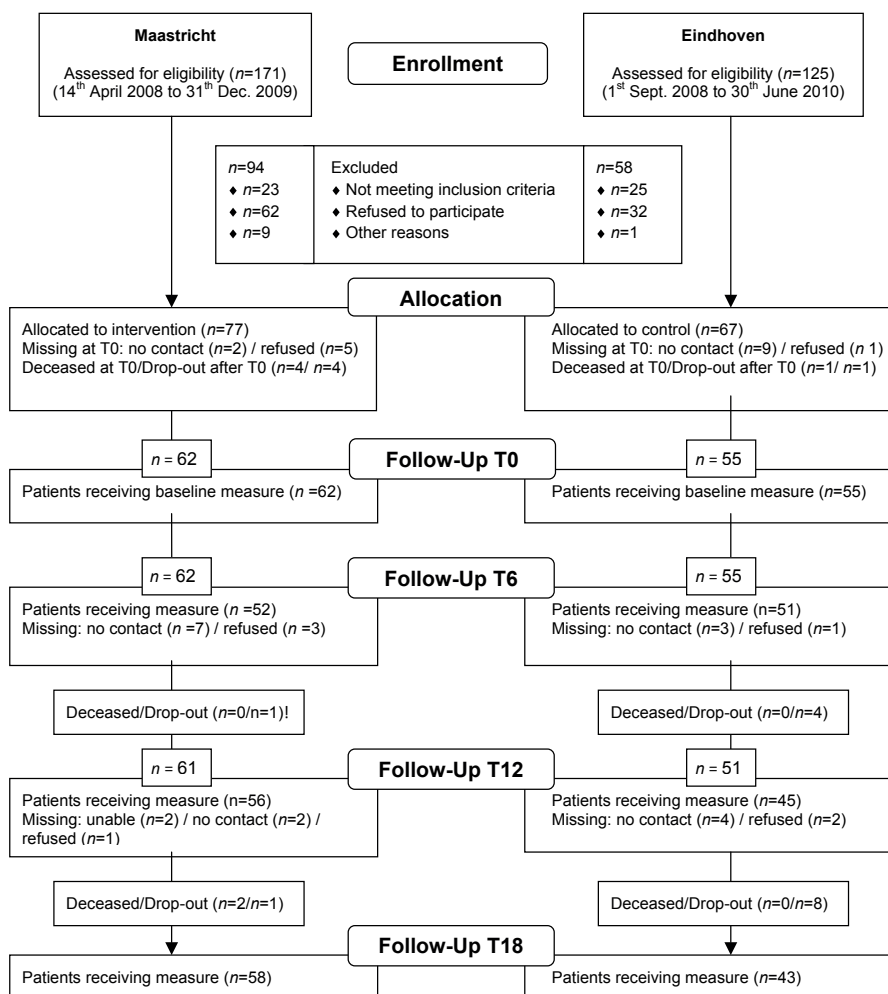 Maastricht
Assessed for eligibility (n=171)
(14th April 2008 to 31th Dec. 2009)
Enrollment
Eindhoven
Assessed for eligibility (n=125)
(1st Sept. 2008 to 30th June 2010)
n=94
♦ n=23
♦ n=62
♦ n=9
Excluded
♦ Not meeting inclusion criteria
♦ Refused to participate
♦ Other reasons
n=58
♦ n=25
♦ n=32
♦ n=1
Allocation
Allocated to intervention (n=77)
Missing at T0: no contact (n=2) / refused (n=5)
Deceased at T0/Drop-out after T0 (n=4/ n=4)
Allocated to control (n=67)
Missing at T0: no contact (n=9) / refused (n 1)
Deceased at T0/Drop-out after T0 (n=1/ n=1)
n = 62
Follow-Up T0
n = 55
Patients receiving baseline measure (n =62)
Patients receiving baseline measure (n=55)
n = 62
Follow-Up T6
n = 55
Patients receiving measure (n =52)
Missing: no contact (n =7) / refused (n =3)
Patients receiving measure (n=51)
Missing: no contact (n=3) / refused (n=1)
Deceased/Drop-out (n=0/n=1)!
Deceased/Drop-out (n=0/n=4)
n = 61
Follow-Up T12
n = 51
Patients receiving measure (n=56)
Missing: unable (n=2) / no contact (n=2) /
refused (n=1)
Patients receiving measure (n=45)
Missing: no contact (n=4) / refused (n=2)
Deceased/Drop-out (n=2/n=1)
Deceased/Drop-out (n=0/n=8)
Follow-Up T18
Patients receiving measure (n=58)
Patients receiving measure (n=43)